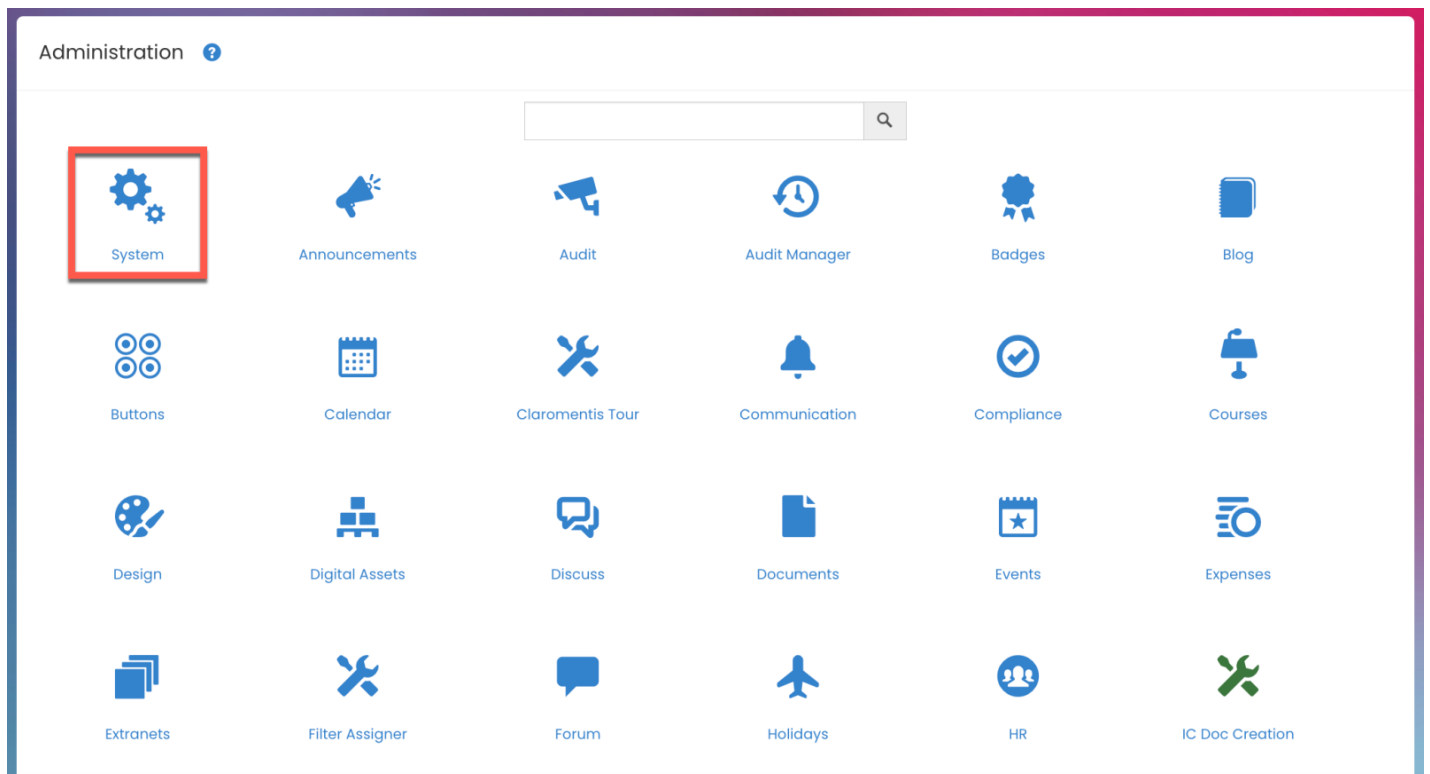 Administration ?
System Announcements Audit Audit Manager Badges Blog
Buttons Calendar Claromentis Tour Communication Compliance Courses
Design Digital Assets Discuss Documents Events Expenses
Extranets Filter Assigner Forum Holidays HR IC Doc Creation